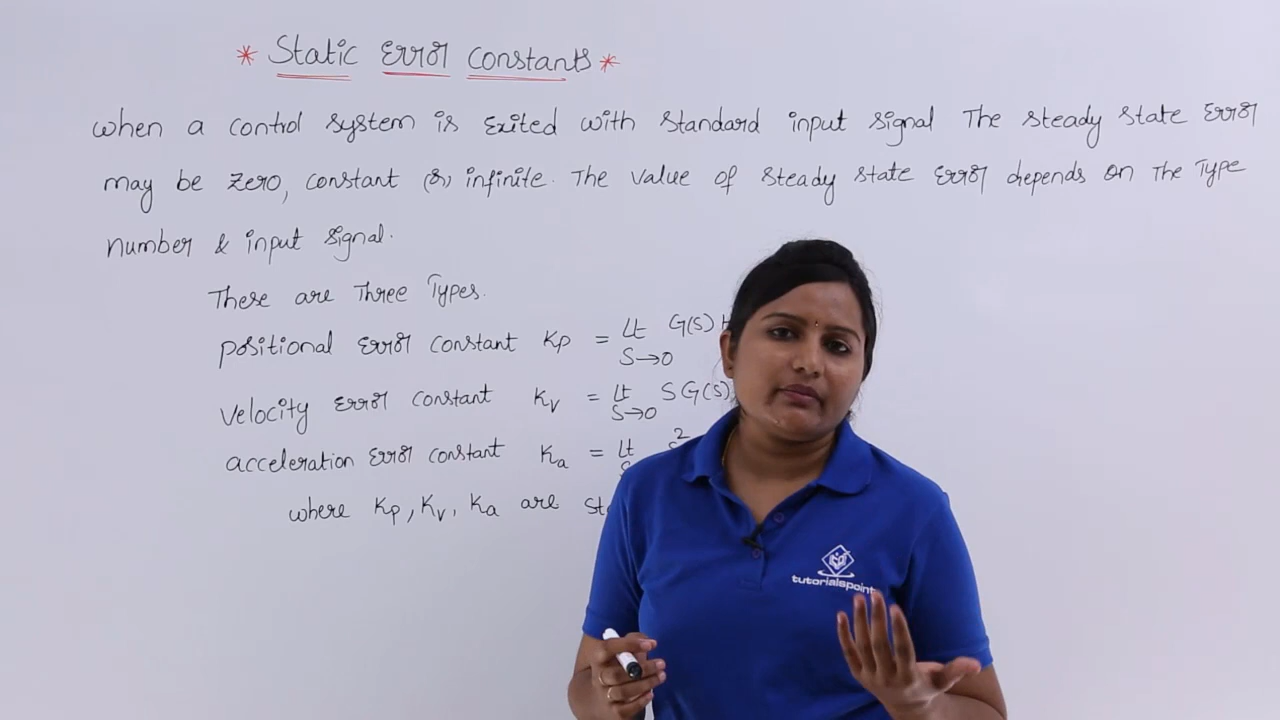 * Static Error Constants *
When a control system is Exited with standard input signal The steady state Error
may be Zero, constant (or) infinite. The value of steady state Error depends on The Type
number & input signal.
There are Three Types.
positional Error constant Kp = Lt S→0 G(S)
Velocity Error constant Kv = Lt S→0 S G(S)
acceleration Error constant Ka = Lt
where Kp, Kv, Ka are
tutorialspoint